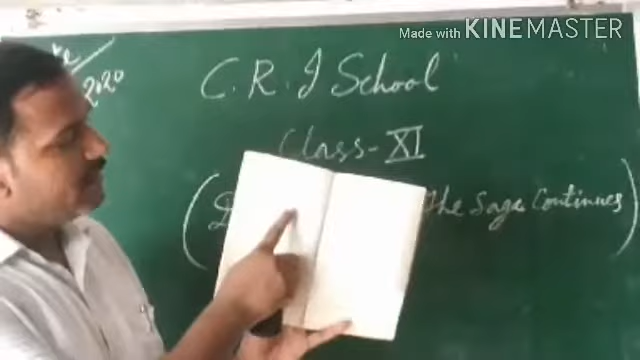 Made with KINEMASTER
2020
C.R.J School
Class-XI
The Saga Continues